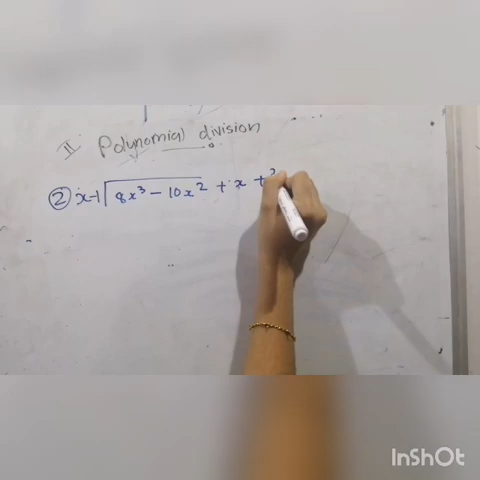 II. Polynomial division
② x-1 8x³ - 10x² + x +
InShOt